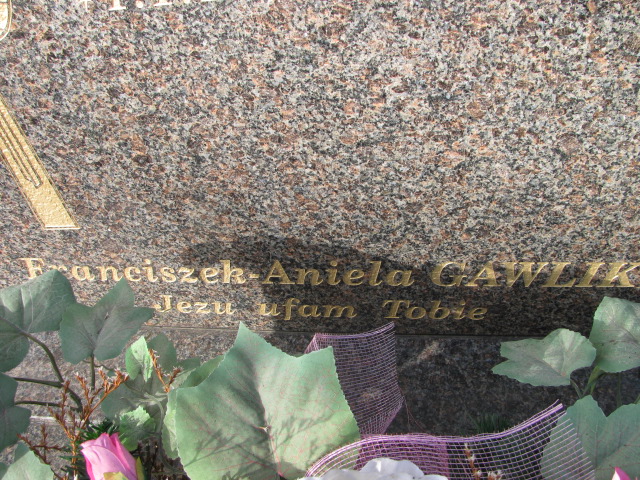 Franciszek-Aniela GAWLIK
Jezu ufam Tobie